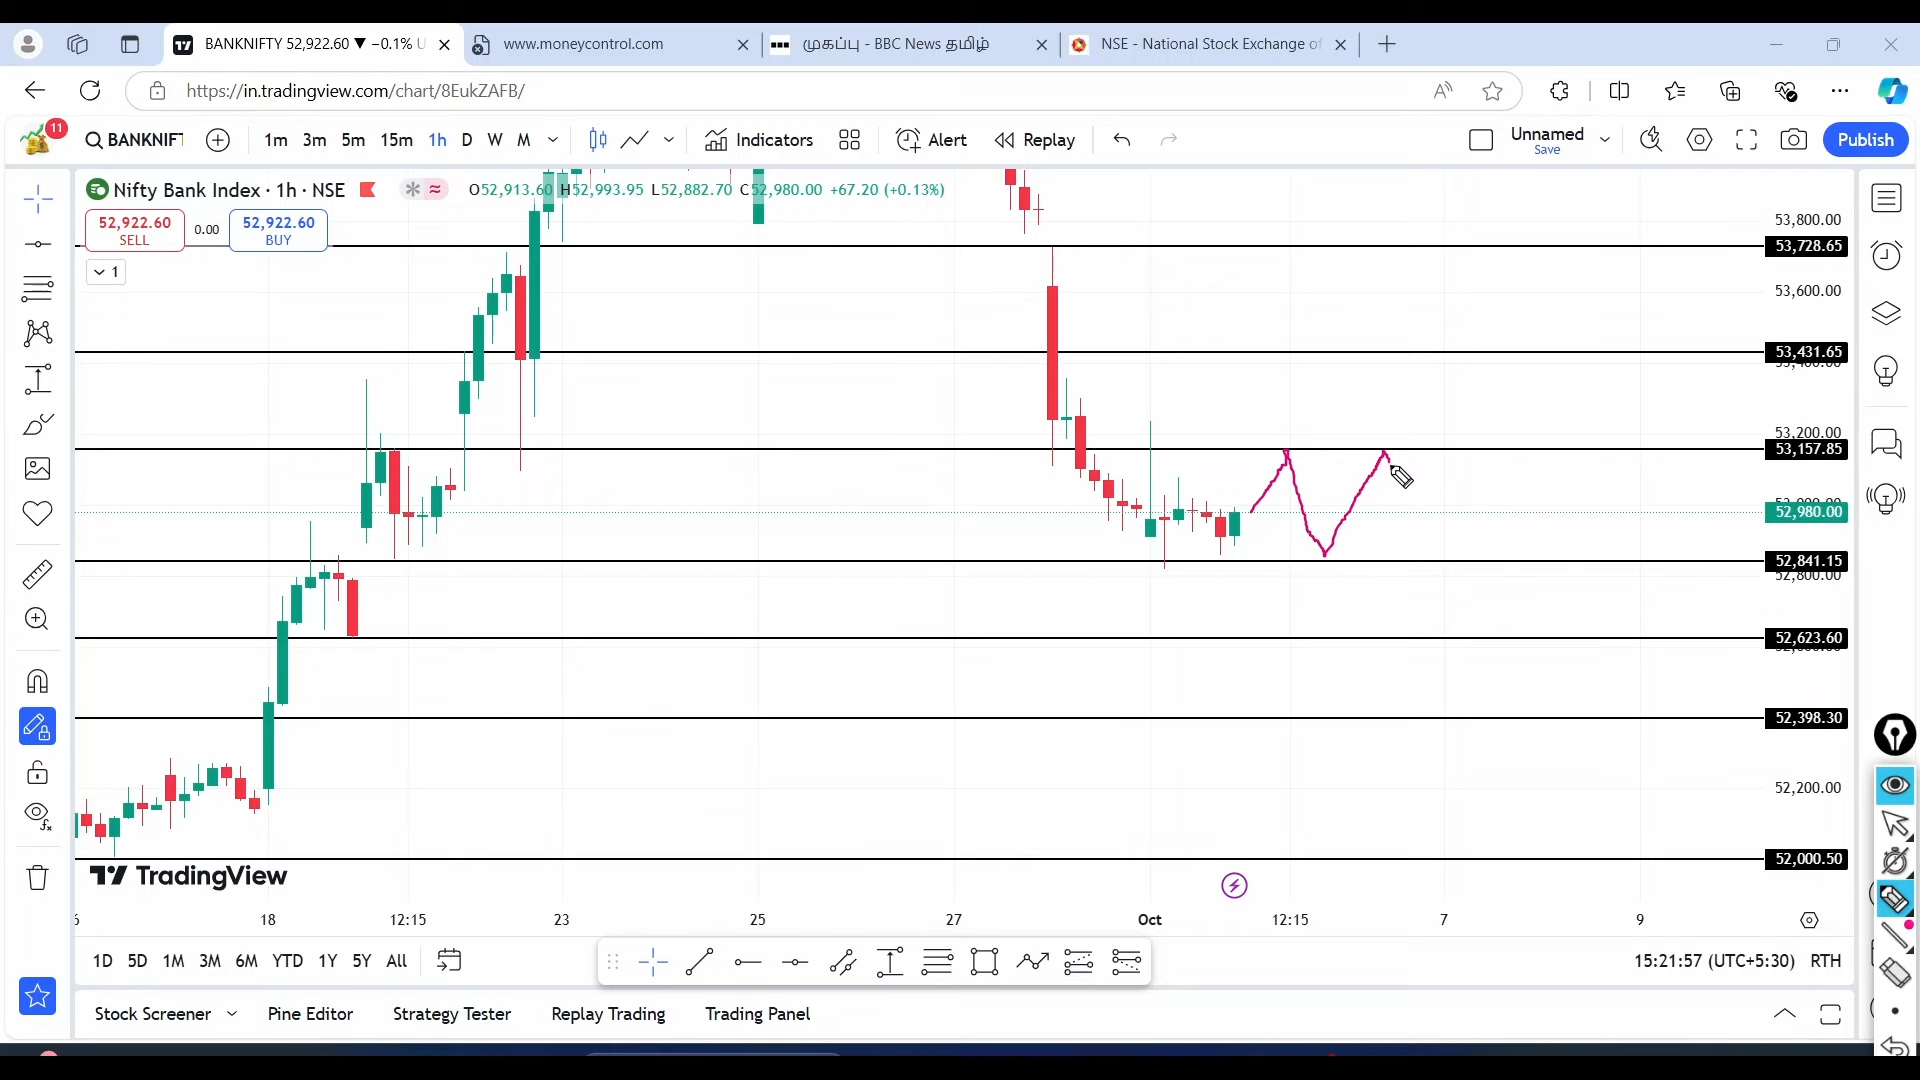 BANKNIFTY 52,922.60 ▼ −0.1% U
www.moneycontrol.com
முகப்பு - BBC News தமிழ்
NSE - National Stock Exchange of
https://in.tradingview.com/chart/8EukZAFB/
11
BANKNIFT
1m 3m 5m 15m 1h D W M
Indicators
Alert
Replay
Unnamed
Save
Publish
Nifty Bank Index · 1h · NSE
O52,913.60 H52,993.95 L52,882.70 C52,980.00 +67.20 (+0.13%)
52,922.60
SELL
0.00
52,922.60
BUY
1
53,800.00
53,728.65
53,600.00
53,431.65
53,200.00
53,157.85
52,980.00
52,841.15
52,800.00
52,623.60
52,398.30
52,200.00
52,000.50
TradingView
18 12:15 23 25 27 Oct 12:15 7 9
1D 5D 1M 3M 6M YTD 1Y 5Y All
15:21:57 (UTC+5:30) RTH
Stock Screener
Pine Editor
Strategy Tester
Replay Trading
Trading Panel